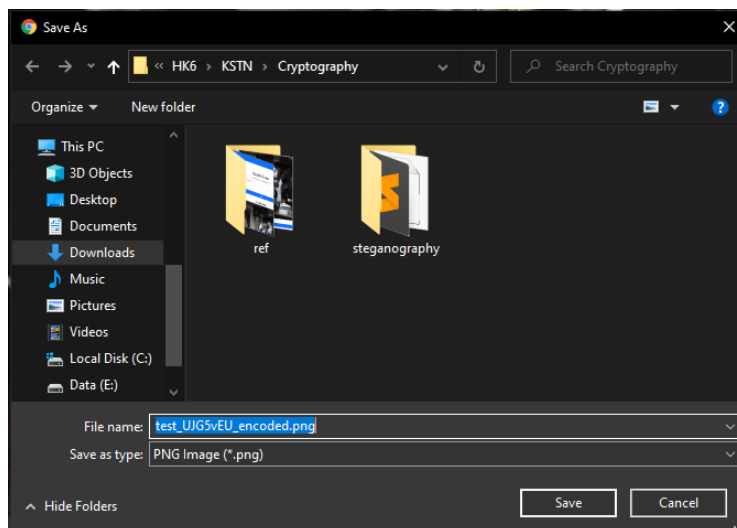 Save As
« HK6 › KSTN › Cryptography
Search Cryptography
Organize
New folder
This PC
3D Objects
Desktop
Documents
Downloads
Music
Pictures
Videos
Local Disk (C:)
Data (E:)
ref
steganography
File name: test_UJG5vEU_encoded.png
Save as type: PNG Image (*.png)
Hide Folders
Save
Cancel